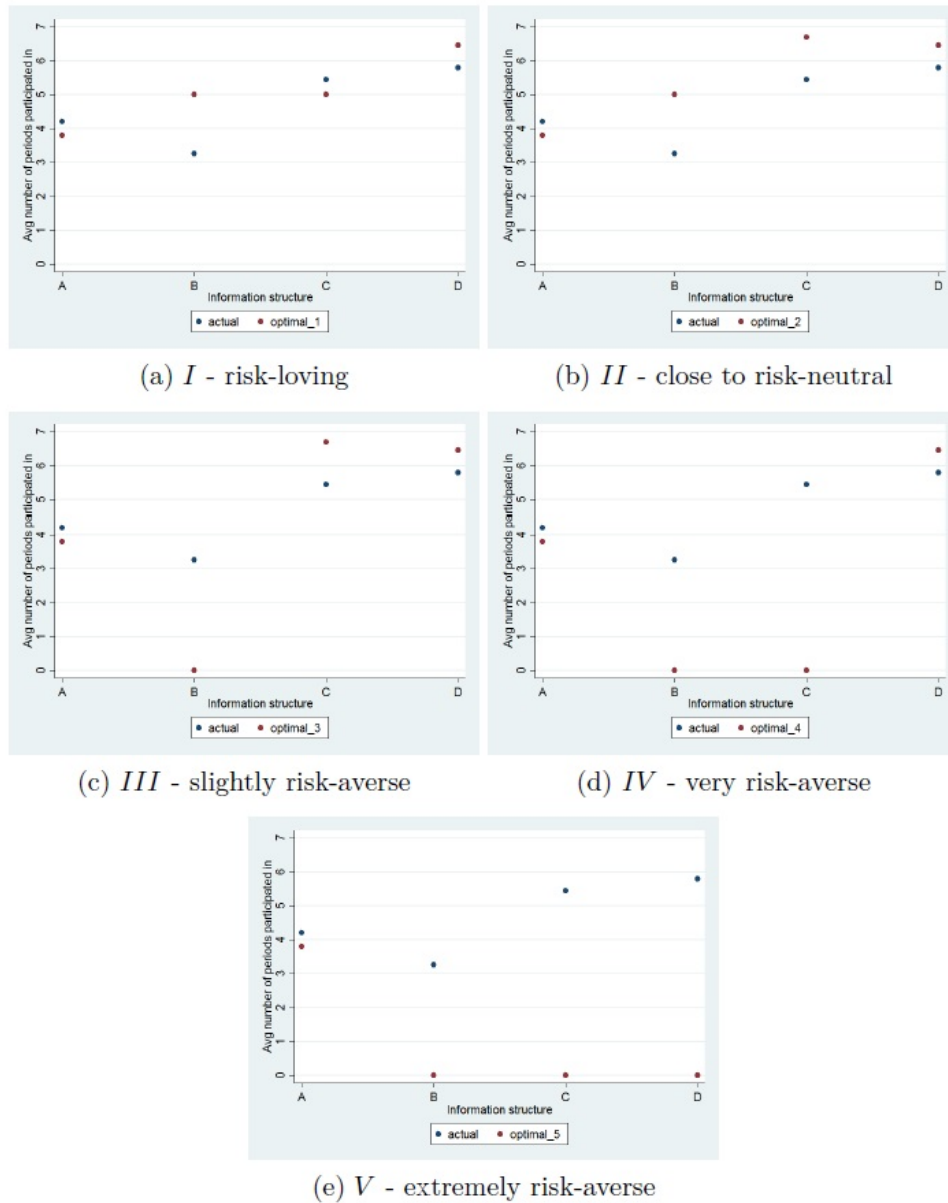 Avg number of periods participated in
7
6
5
4
3
2
1
0
A B C D
Information structure
actual optimal_1
(a) I - risk-loving
Avg number of periods participated in
7
6
5
4
3
2
1
0
A B C D
Information structure
actual optimal_2
(b) II - close to risk-neutral
Avg number of periods participated in
7
6
5
4
3
2
1
0
A B C D
Information structure
actual optimal_3
(c) III - slightly risk-averse
Avg number of periods participated in
7
6
5
4
3
2
1
0
A B C D
Information structure
actual optimal_4
(d) IV - very risk-averse
Avg number of periods participated in
7
6
5
4
3
2
1
0
A B C D
Information structure
actual optimal_5
(e) V - extremely risk-averse